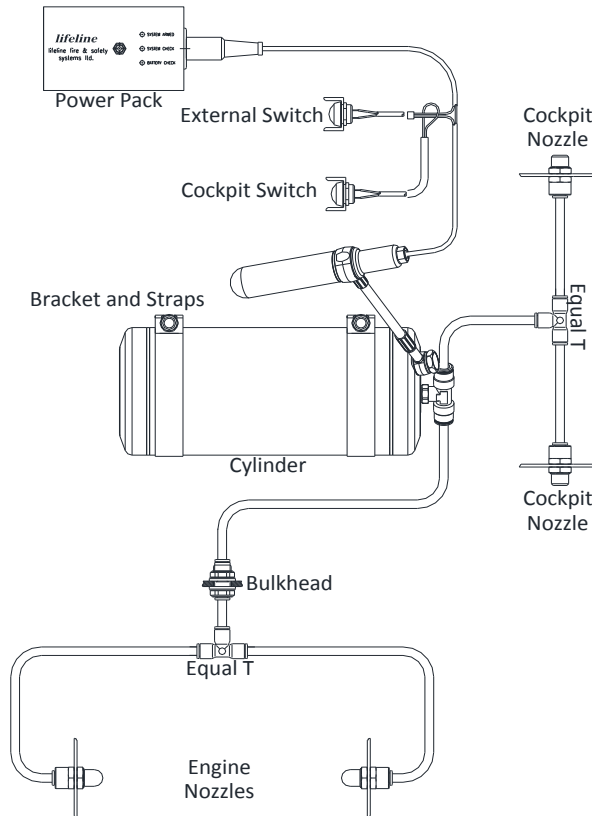 lifeline
lifeline fire & safety
systems ltd.
SYSTEM ARMED
SYSTEM CHECK
BATTERY CHECK
Power Pack
External Switch
Cockpit
Nozzle
Cockpit Switch
Bracket and Straps
Equal T
Cylinder
Cockpit
Nozzle
Bulkhead
Equal T
Engine
Nozzles